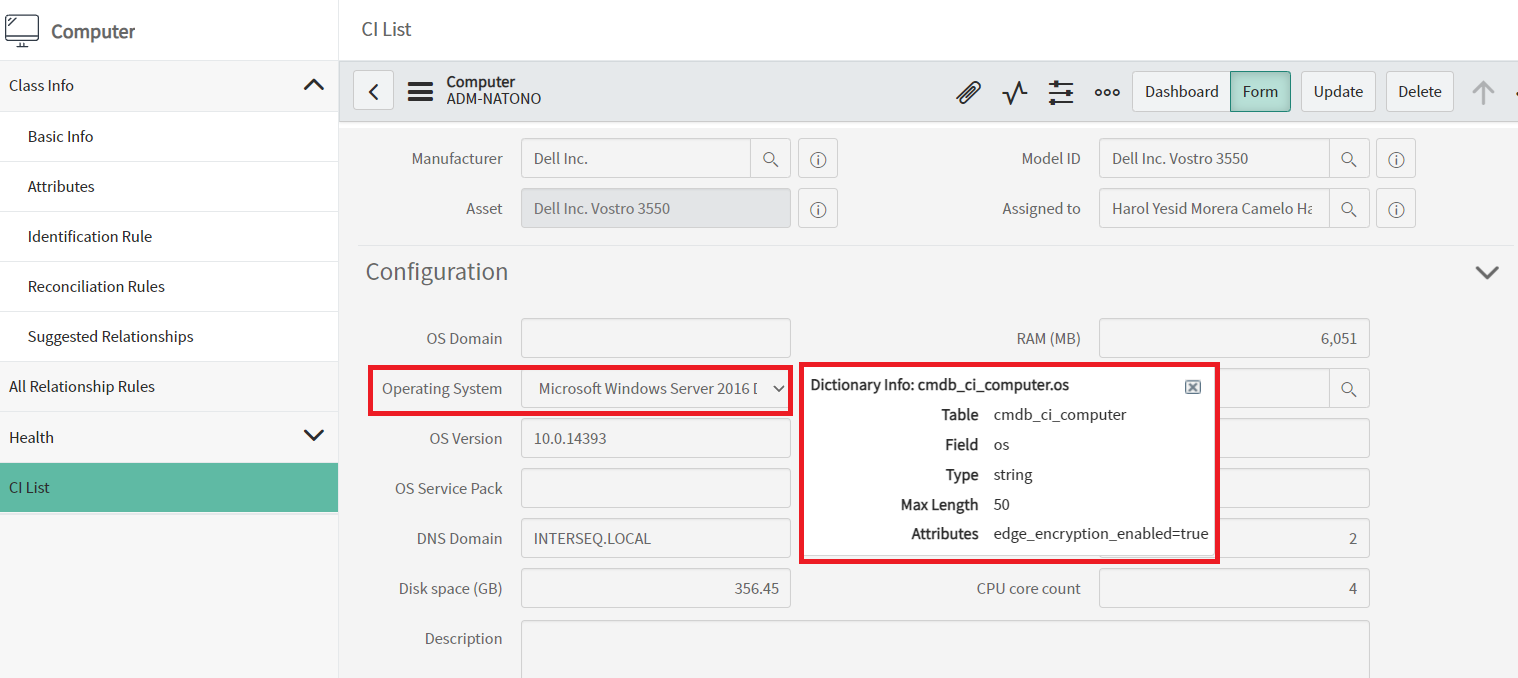 Computer
Class Info
Basic Info
Attributes
Identification Rule
Reconciliation Rules
Suggested Relationships
All Relationship Rules
Health
CI List
CI List
Computer
ADM-NATONO
Dashboard Form Update Delete
Manufacturer Dell Inc. Model ID Dell Inc. Vostro 3550
Asset Dell Inc. Vostro 3550 Assigned to Harol Yesid Morera Camelo Ha
Configuration
OS Domain RAM (MB) 6,051
Operating System Microsoft Windows Server 2016 D
OS Version 10.0.14393
OS Service Pack
DNS Domain INTERSEQ.LOCAL 2
Disk space (GB) 356.45 CPU core count 4
Description
Dictionary Info: cmdb_ci_computer.os
Table cmdb_ci_computer
Field os
Type string
Max Length 50
Attributes edge_encryption_enabled=true